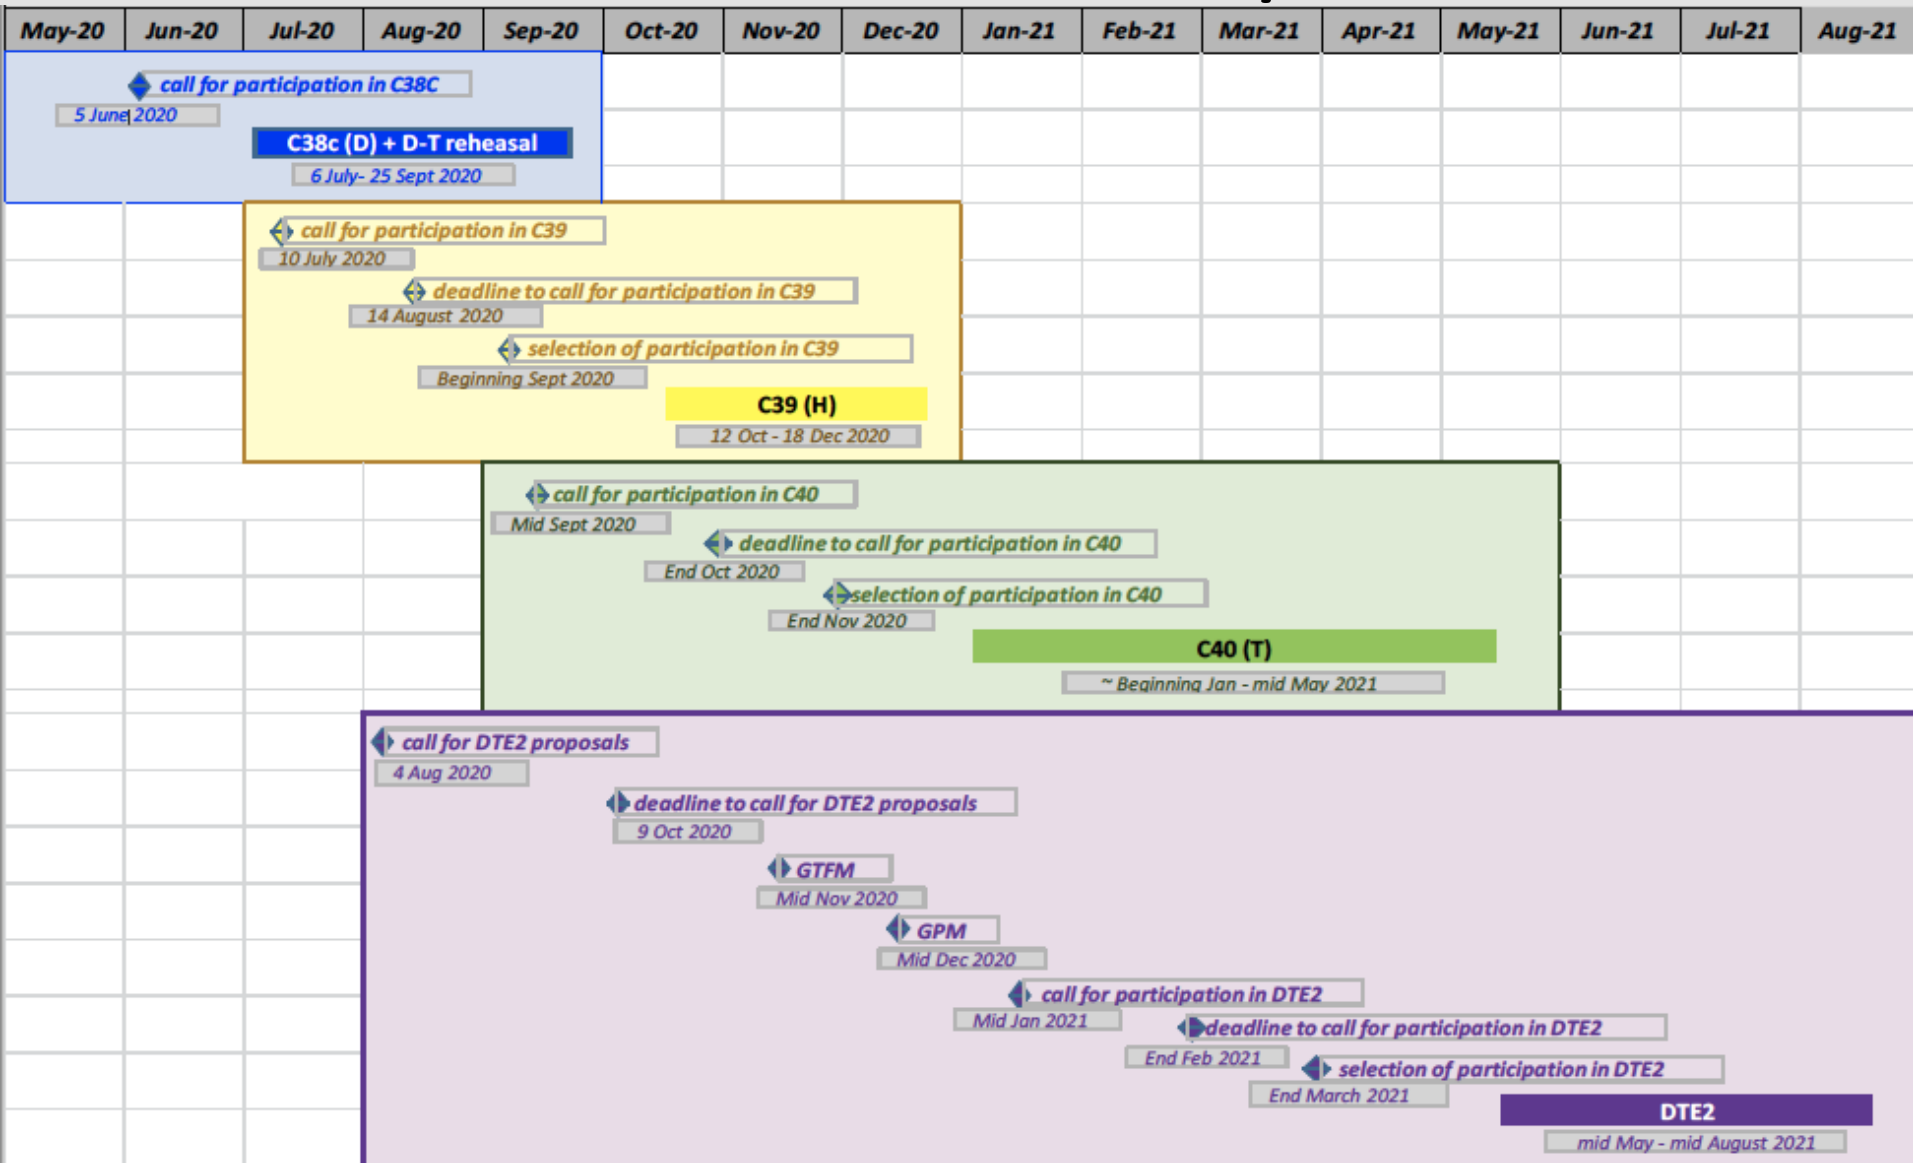 May-20 Jun-20 Jul-20 Aug-20 Sep-20 Oct-20 Nov-20 Dec-20 Jan-21 Feb-21 Mar-21 Apr-21 May-21 Jun-21 Jul-21 Aug-21
call for participation in C38C
5 June 2020
C38c (D) + D-T reheasal
6 July- 25 Sept 2020
call for participation in C39
10 July 2020
deadline to call for participation in C39
14 August 2020
selection of participation in C39
Beginning Sept 2020
C39 (H)
12 Oct - 18 Dec 2020
call for participation in C40
Mid Sept 2020
deadline to call for participation in C40
End Oct 2020
selection of participation in C40
End Nov 2020
C40 (T)
~ Beginning Jan - mid May 2021
call for DTE2 proposals
4 Aug 2020
deadline to call for DTE2 proposals
9 Oct 2020
GTFM
Mid Nov 2020
GPM
Mid Dec 2020
call for participation in DTE2
Mid Jan 2021
deadline to call for participation in DTE2
End Feb 2021
selection of participation in DTE2
End March 2021
DTE2
mid May - mid August 2021